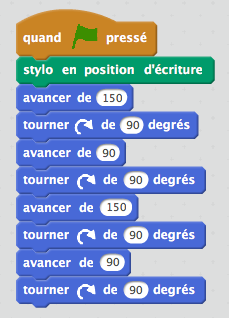 quand pressé
stylo en position d'écriture
avancer de 150
tourner de 90 degrés
avancer de 90
tourner de 90 degrés
avancer de 150
tourner de 90 degrés
avancer de 90
tourner de 90 degrés